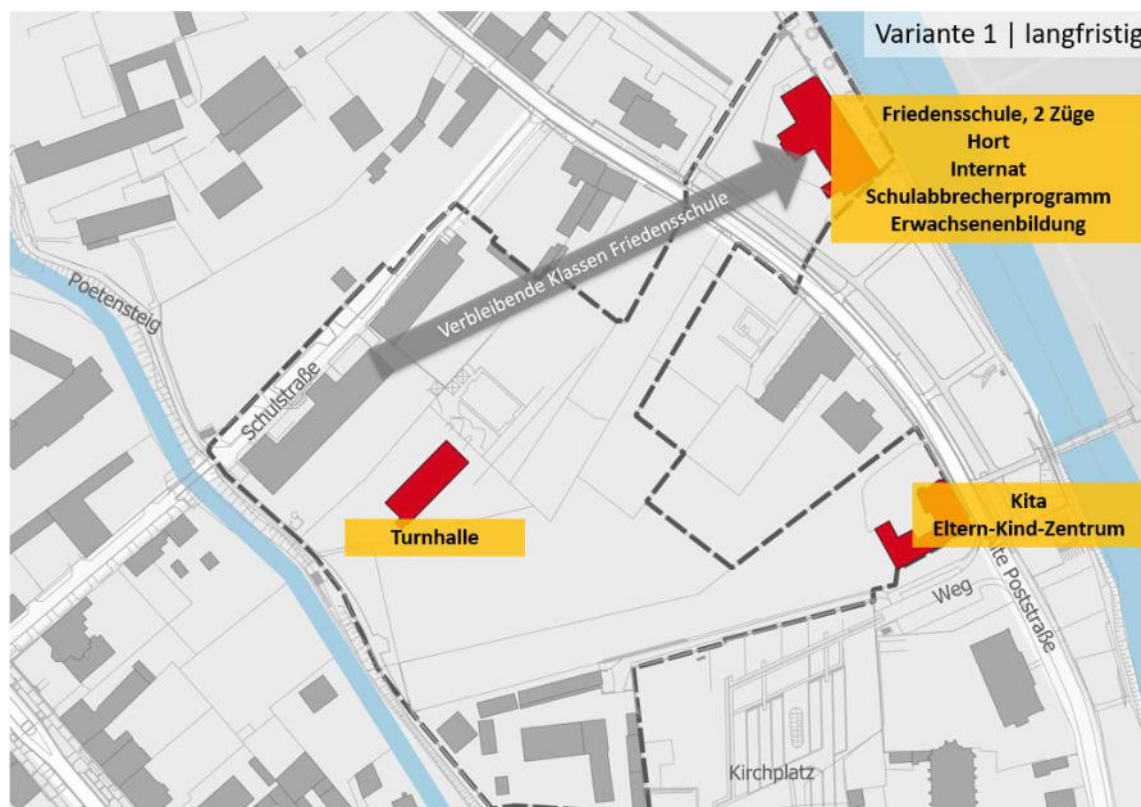 Variante 1 | langfristig
Friedensschule, 2 Züge
Hort
Internat
Schulabbrecherprogramm
Erwachsenenbildung
Verbleibende Klassen Friedensschule
Poetensteig
Schulstraße
Turnhalle
Kita
Eltern-Kind-Zentrum
Alte Poststraße
Weg
Kirchplatz